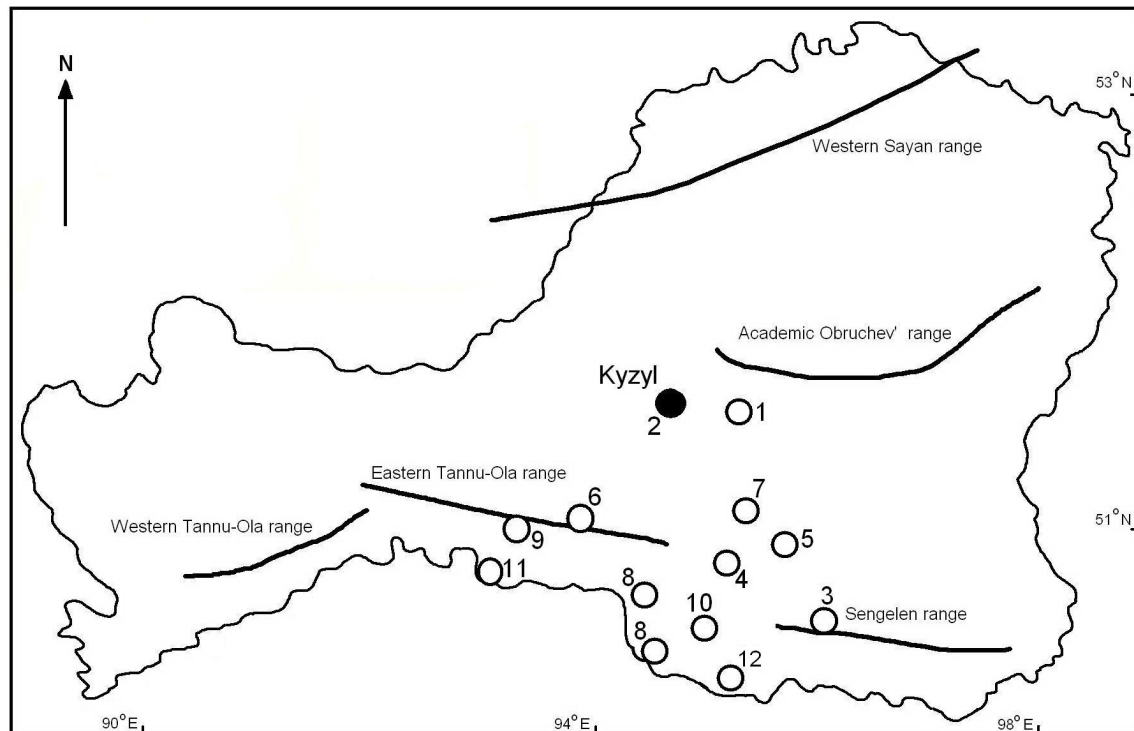 N
53°N
Western Sayan range
Academic Obruchev' range
Kyzyl
2
1
Eastern Tannu-Ola range
6
7
Western Tannu-Ola range
51°N
9
5
11
4
8
10
3
Sengelen range
8
12
90°E
94°E
98°E